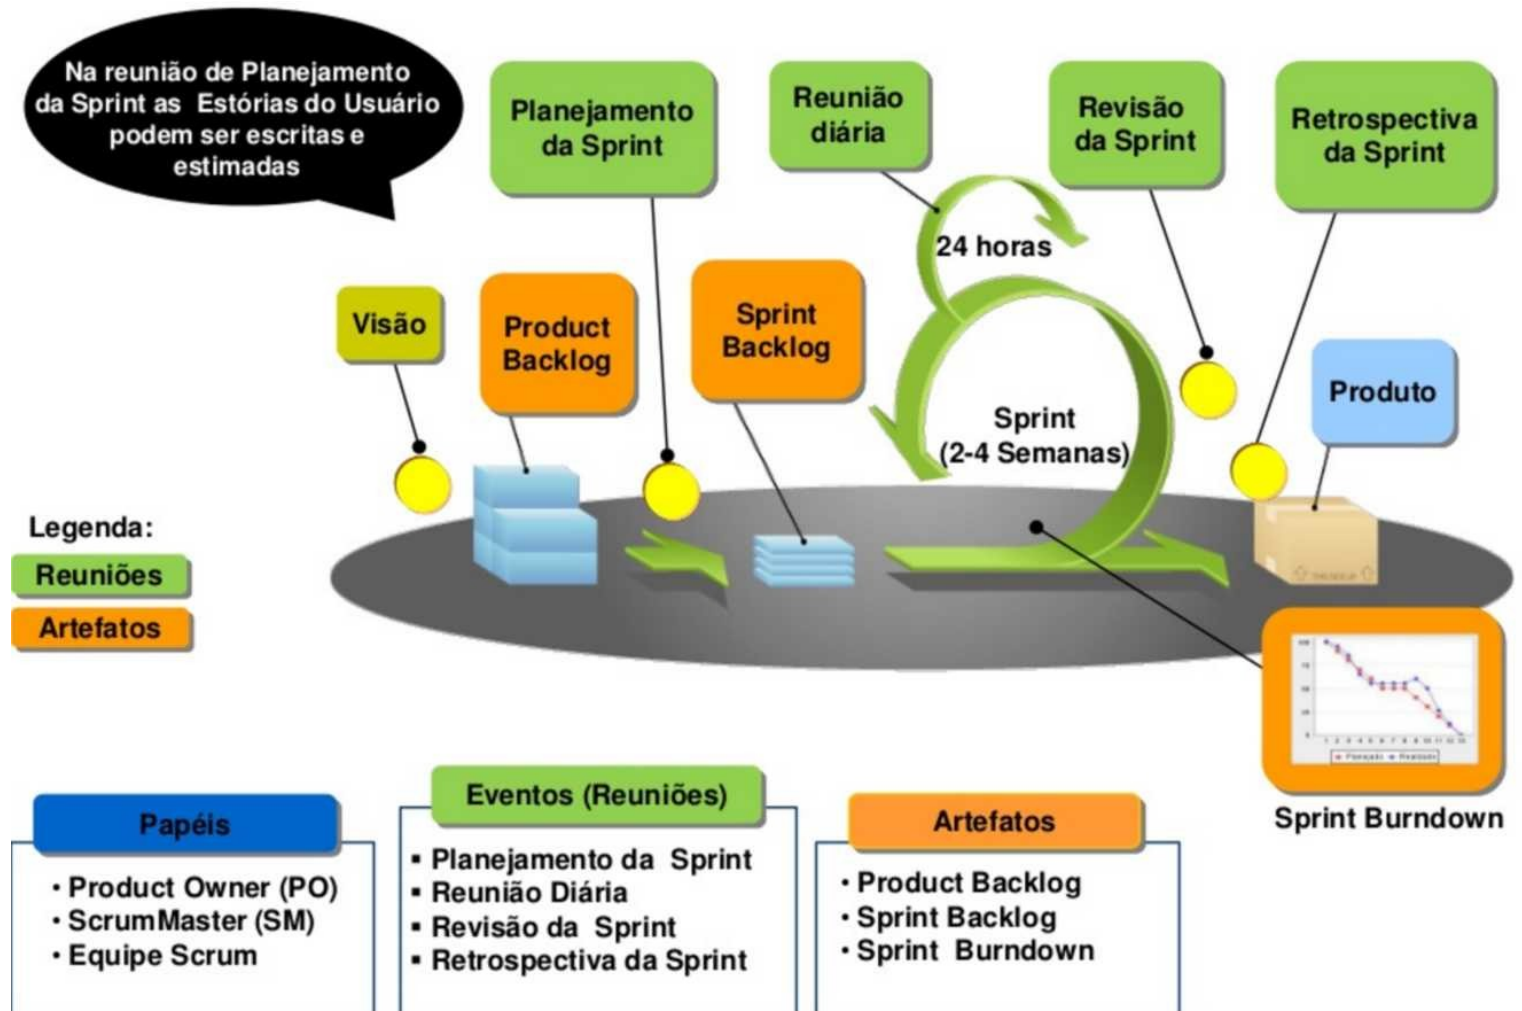 Na reunião de Planejamento
da Sprint as Estórias do Usuário
podem ser escritas e
estimadas
Planejamento
da Sprint
Reunião
diária
Revisão
da Sprint
Retrospectiva
da Sprint
24 horas
Visão
Product
Backlog
Sprint
Backlog
Sprint
(2-4 Semanas)
Produto
Legenda:
Reuniões
Artefatos
Planejado Realizado
Sprint Burndown
Papéis
• Product Owner (PO)
• ScrumMaster (SM)
• Equipe Scrum
Eventos (Reuniões)
▪ Planejamento da Sprint
▪ Reunião Diária
▪ Revisão da Sprint
▪ Retrospectiva da Sprint
Artefatos
• Product Backlog
• Sprint Backlog
• Sprint Burndown